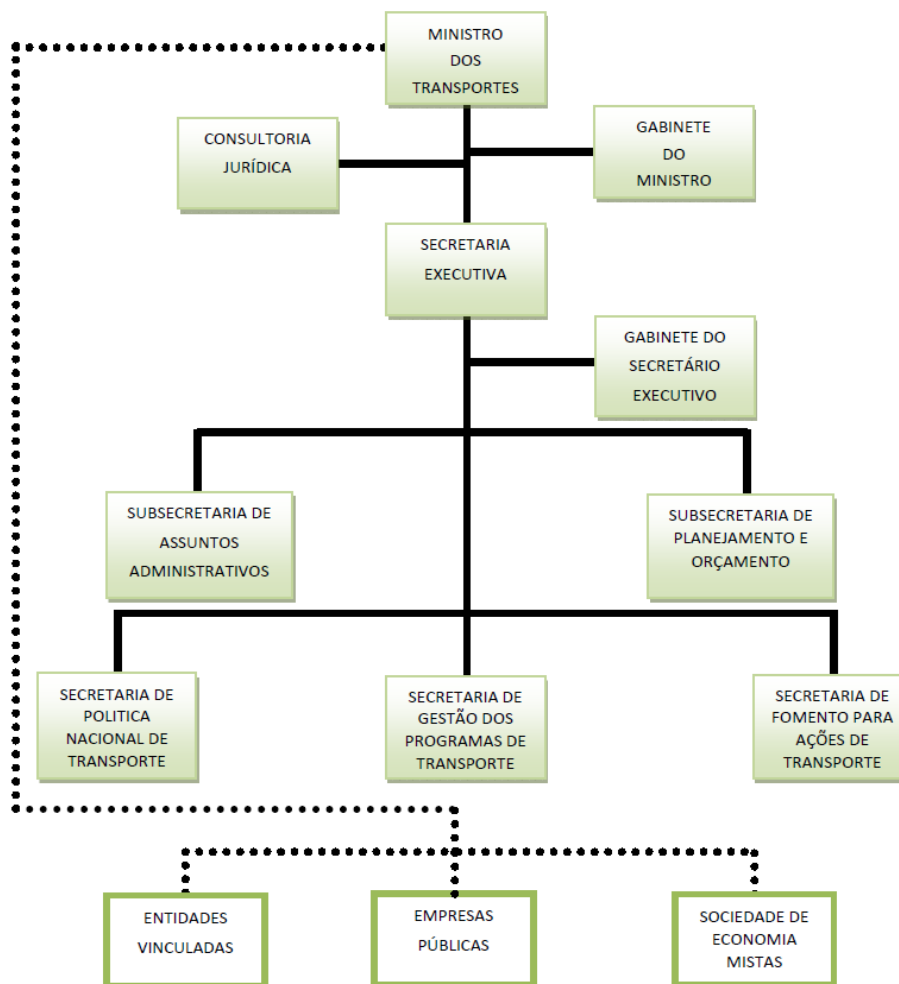 MINISTRO
DOS
TRANSPORTES
CONSULTORIA
JURÍDICA
GABINETE
DO
MINISTRO
SECRETARIA
EXECUTIVA
GABINETE DO
SECRETÁRIO
EXECUTIVO
SUBSECRETARIA DE
ASSUNTOS
ADMINISTRATIVOS
SUBSECRETARIA DE
PLANEJAMENTO E
ORÇAMENTO
SECRETARIA DE
POLITICA
NACIONAL DE
TRANSPORTE
SECRETARIA DE
GESTÃO DOS
PROGRAMAS DE
TRANSPORTE
SECRETARIA DE
FOMENTO PARA
AÇÕES DE
TRANSPORTE
ENTIDADES
VINCULADAS
EMPRESAS
PÚBLICAS
SOCIEDADE DE
ECONOMIA
MISTAS